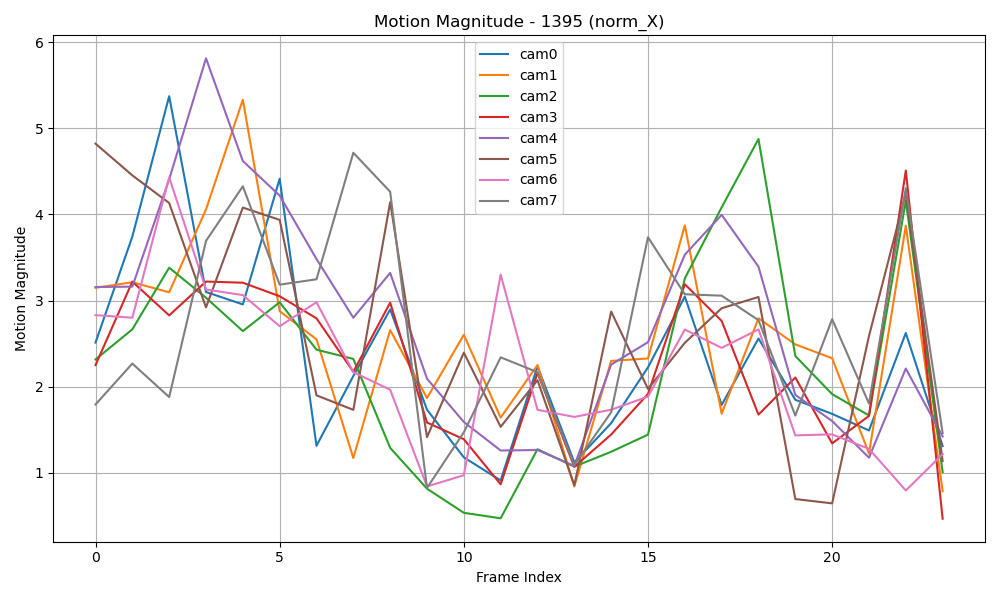 Motion Magnitude - 1395 (norm_X)
6
5
4
3
2
1
Motion Magnitude
cam0
cam1
cam2
cam3
cam4
cam5
cam6
cam7
0 5 10 15 20
Frame Index